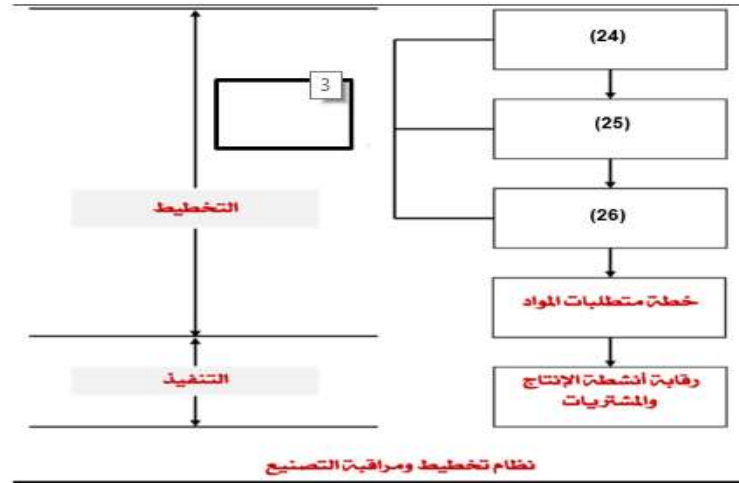 (24)
3
(25)
التخطيط
(26)
خطة متطلبات المواد
التنفيذ
رقابة أنشطة الإنتاج
والمشتريات
نظام تخطيط ومراقبة التصنيع